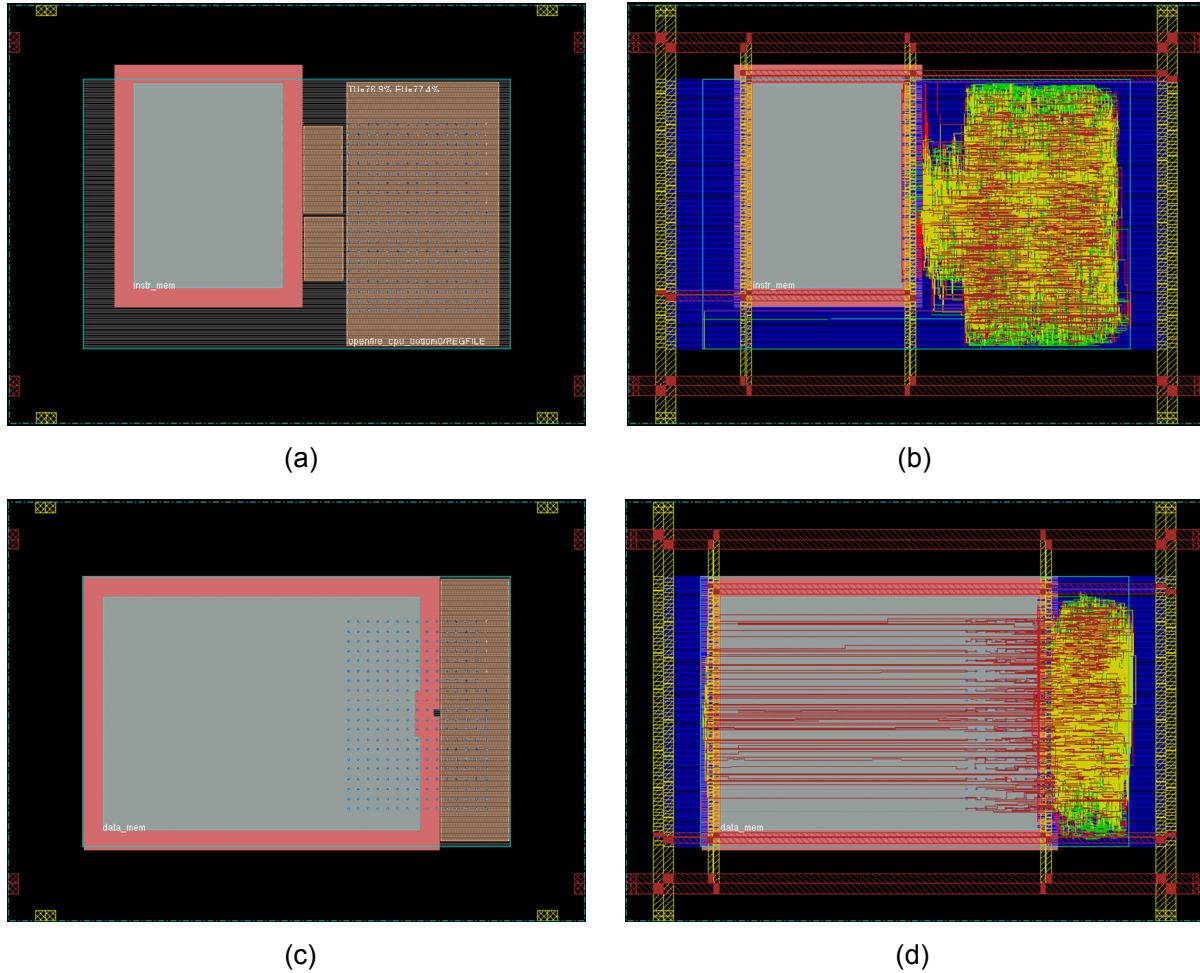 TU=76.9% EU=77.4%
instr_mem
openfire_cpu_bottom0/REGFILE
instr_mem
(a)
(b)
data_mem
data_mem
(c)
(d)